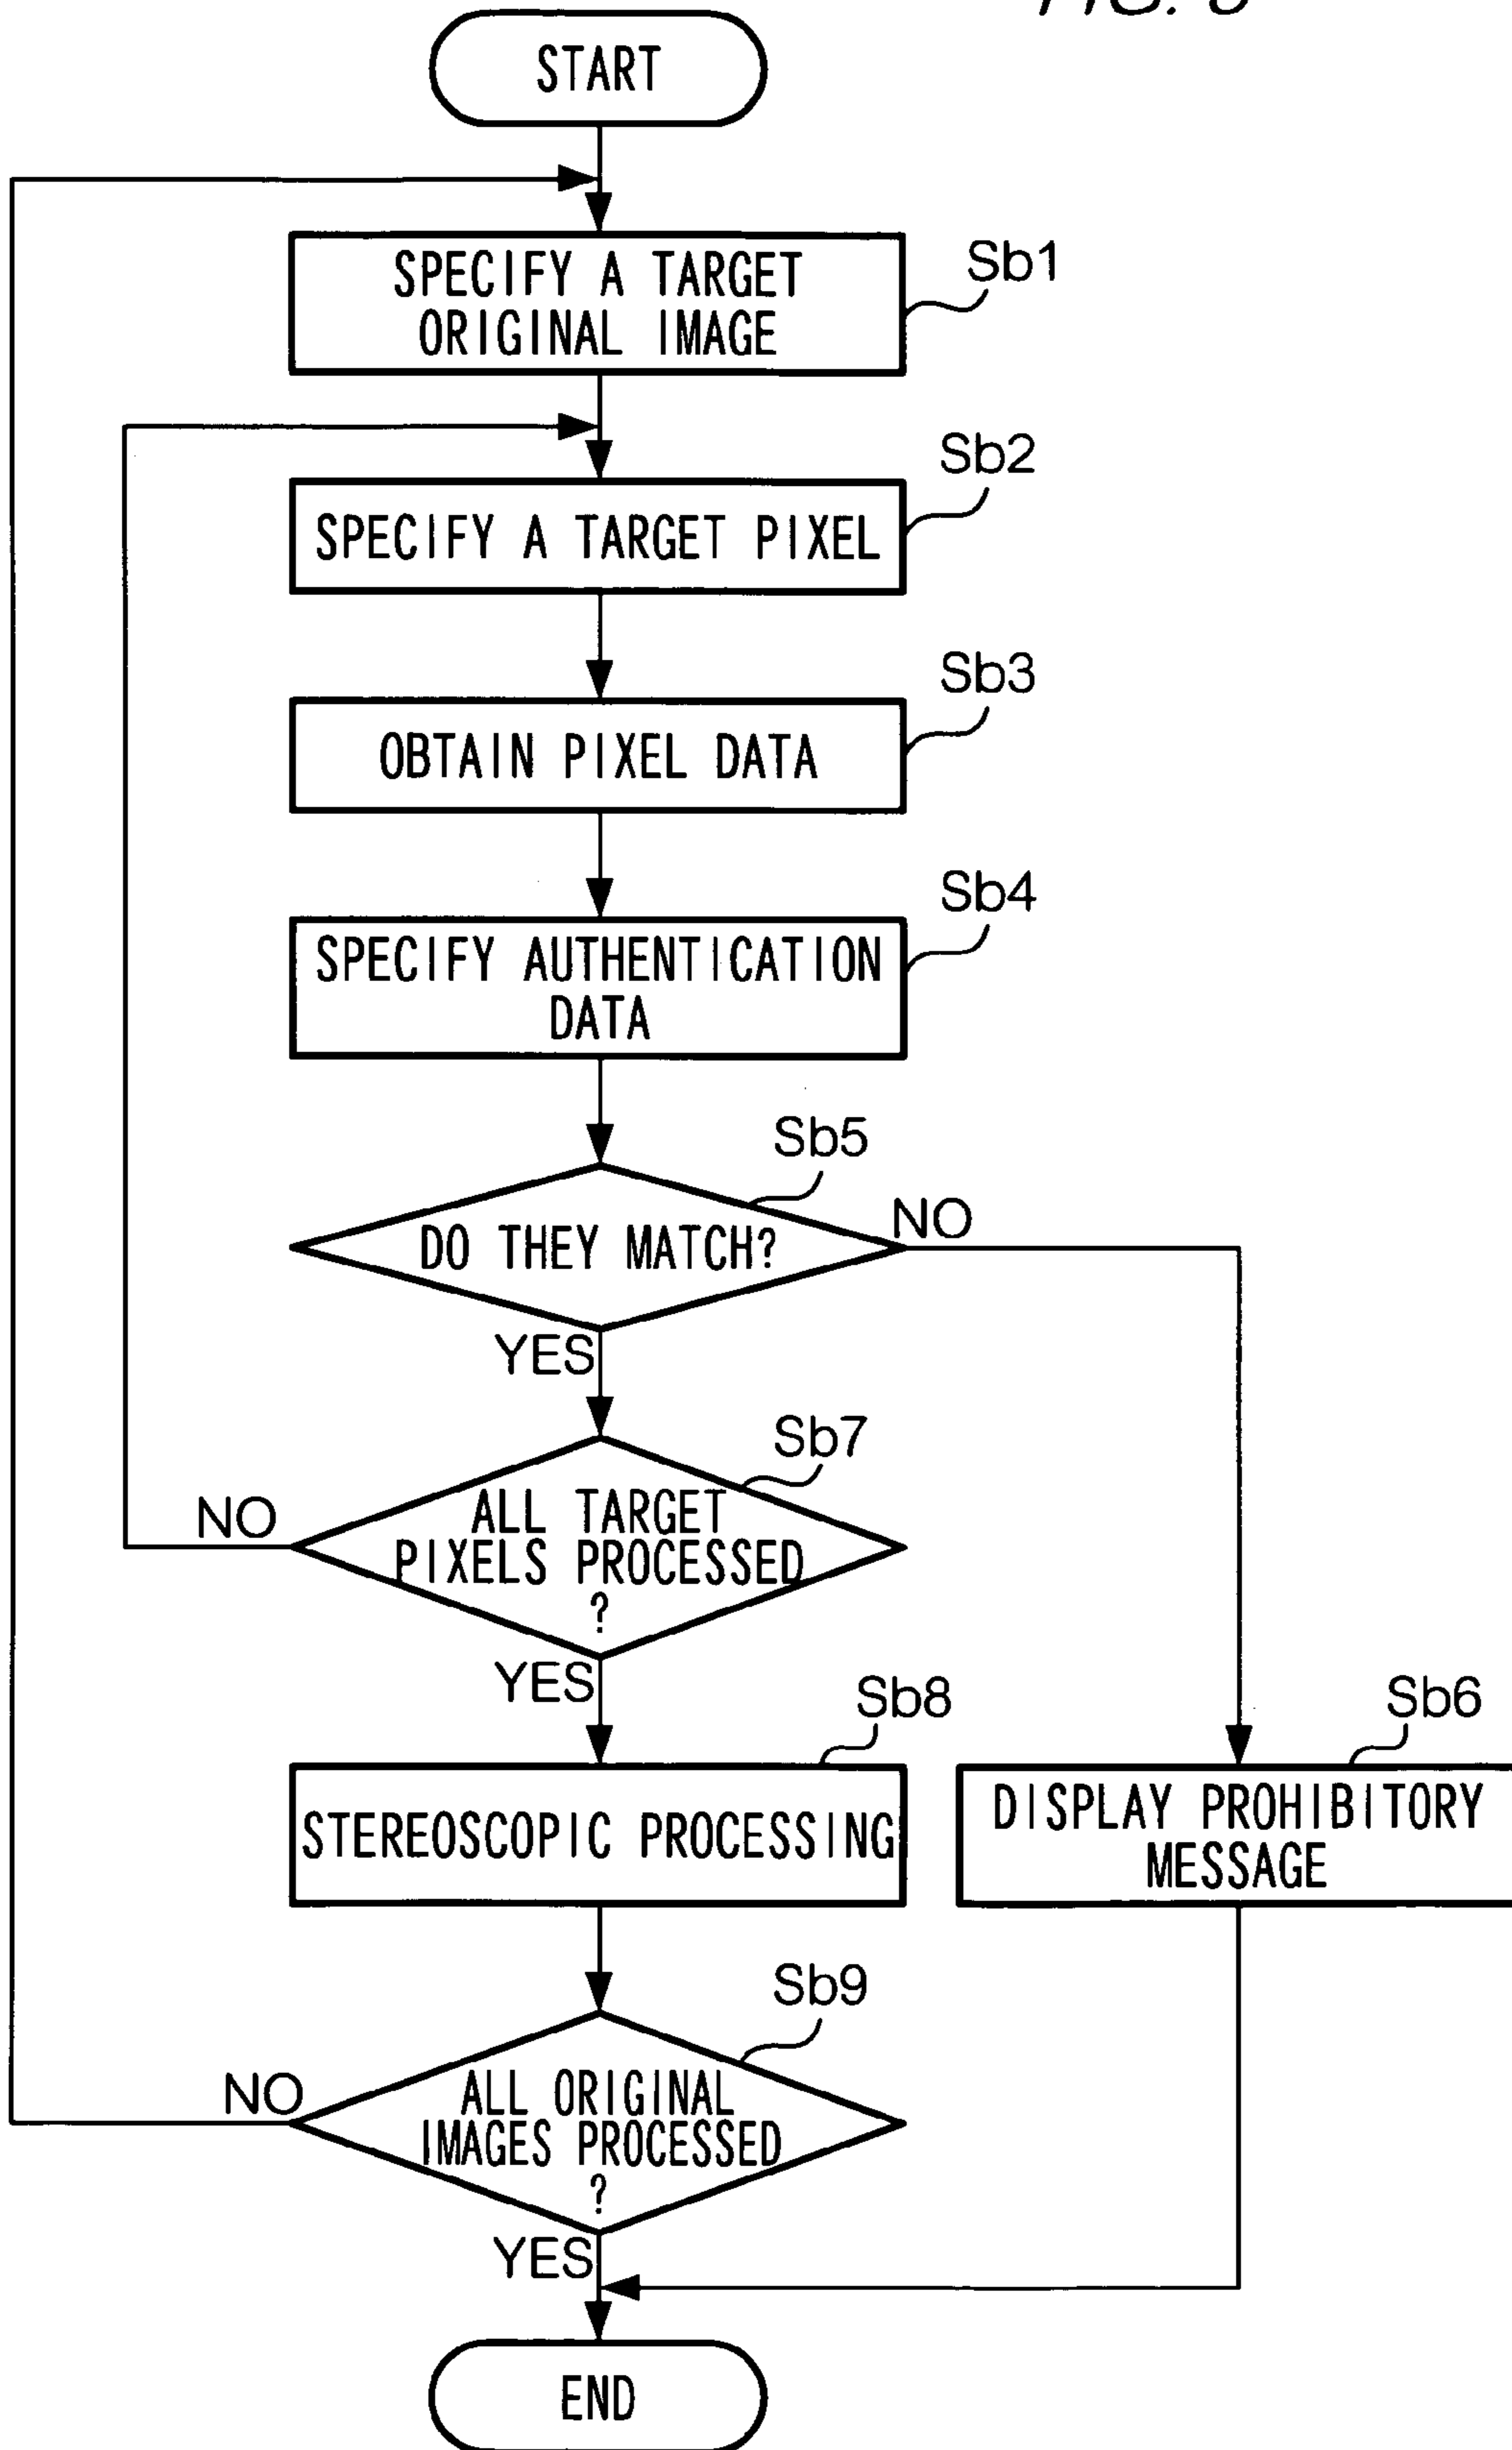 START
SPECIFY A TARGET
ORIGINAL IMAGE
Sb1
SPECIFY A TARGET PIXEL
Sb2
OBTAIN PIXEL DATA
Sb3
SPECIFY AUTHENTICATION
DATA
Sb4
DO THEY MATCH?
Sb5
NO
YES
ALL TARGET
PIXELS PROCESSED
?
Sb7
NO
YES
STEREOSCOPIC PROCESSING
Sb8
DISPLAY PROHIBITORY
MESSAGE
Sb6
ALL ORIGINAL
IMAGES PROCESSED
?
Sb9
NO
YES
END